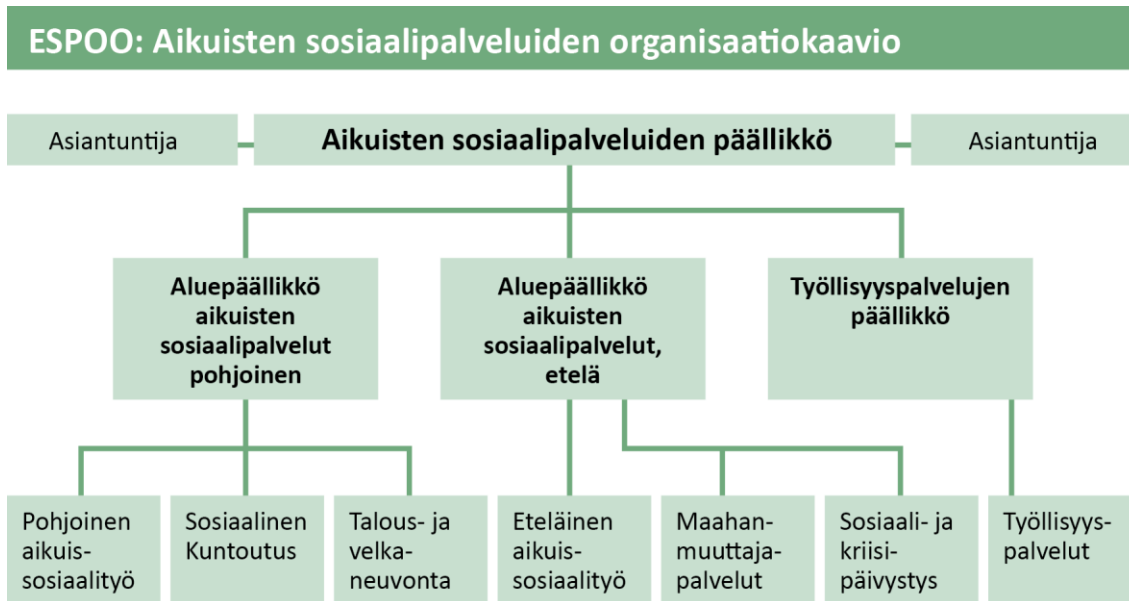 ESPOO: Aikuisten sosiaalipalveluiden organisaatiokaavio
Asiantuntija
Aikuisten sosiaalipalveluiden päällikkö
Asiantuntija
Aluepäällikkö
aikuisten
sosiaalipalvelut
pohjoinen
Aluepäällikkö
aikuisten
sosiaalipalvelut,
etelä
Työllisyyspalvelujen
päällikkö
Pohjoinen
aikuis-
sosiaalityö
Sosiaalinen
Kuntoutus
Talous- ja
velka-
neuvonta
Eteläinen
aikuis-
sosiaalityö
Maahan-
muuttaja-
palvelut
Sosiaali- ja
kriisi-
päivystys
Työllisyys-
palvelut